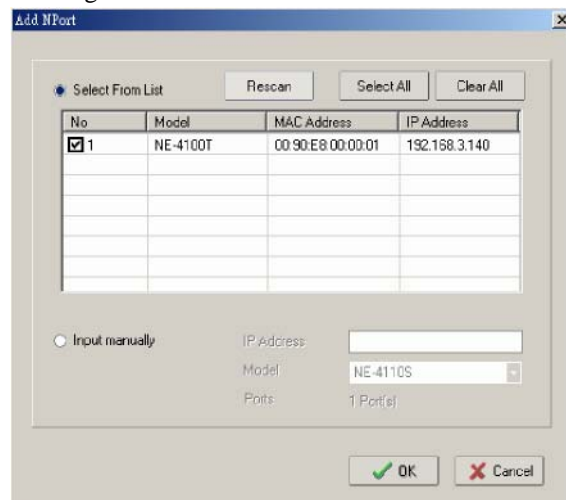 Add NPort
Select From List Rescan Select All Clear All
No Model MAC Address IP Address
1 NE-4100T 00:90:E8:00:00:01 192.168.3.140
Input manually IP Address
Model NE-4110S
Ports 1 Port(s)
OK Cancel